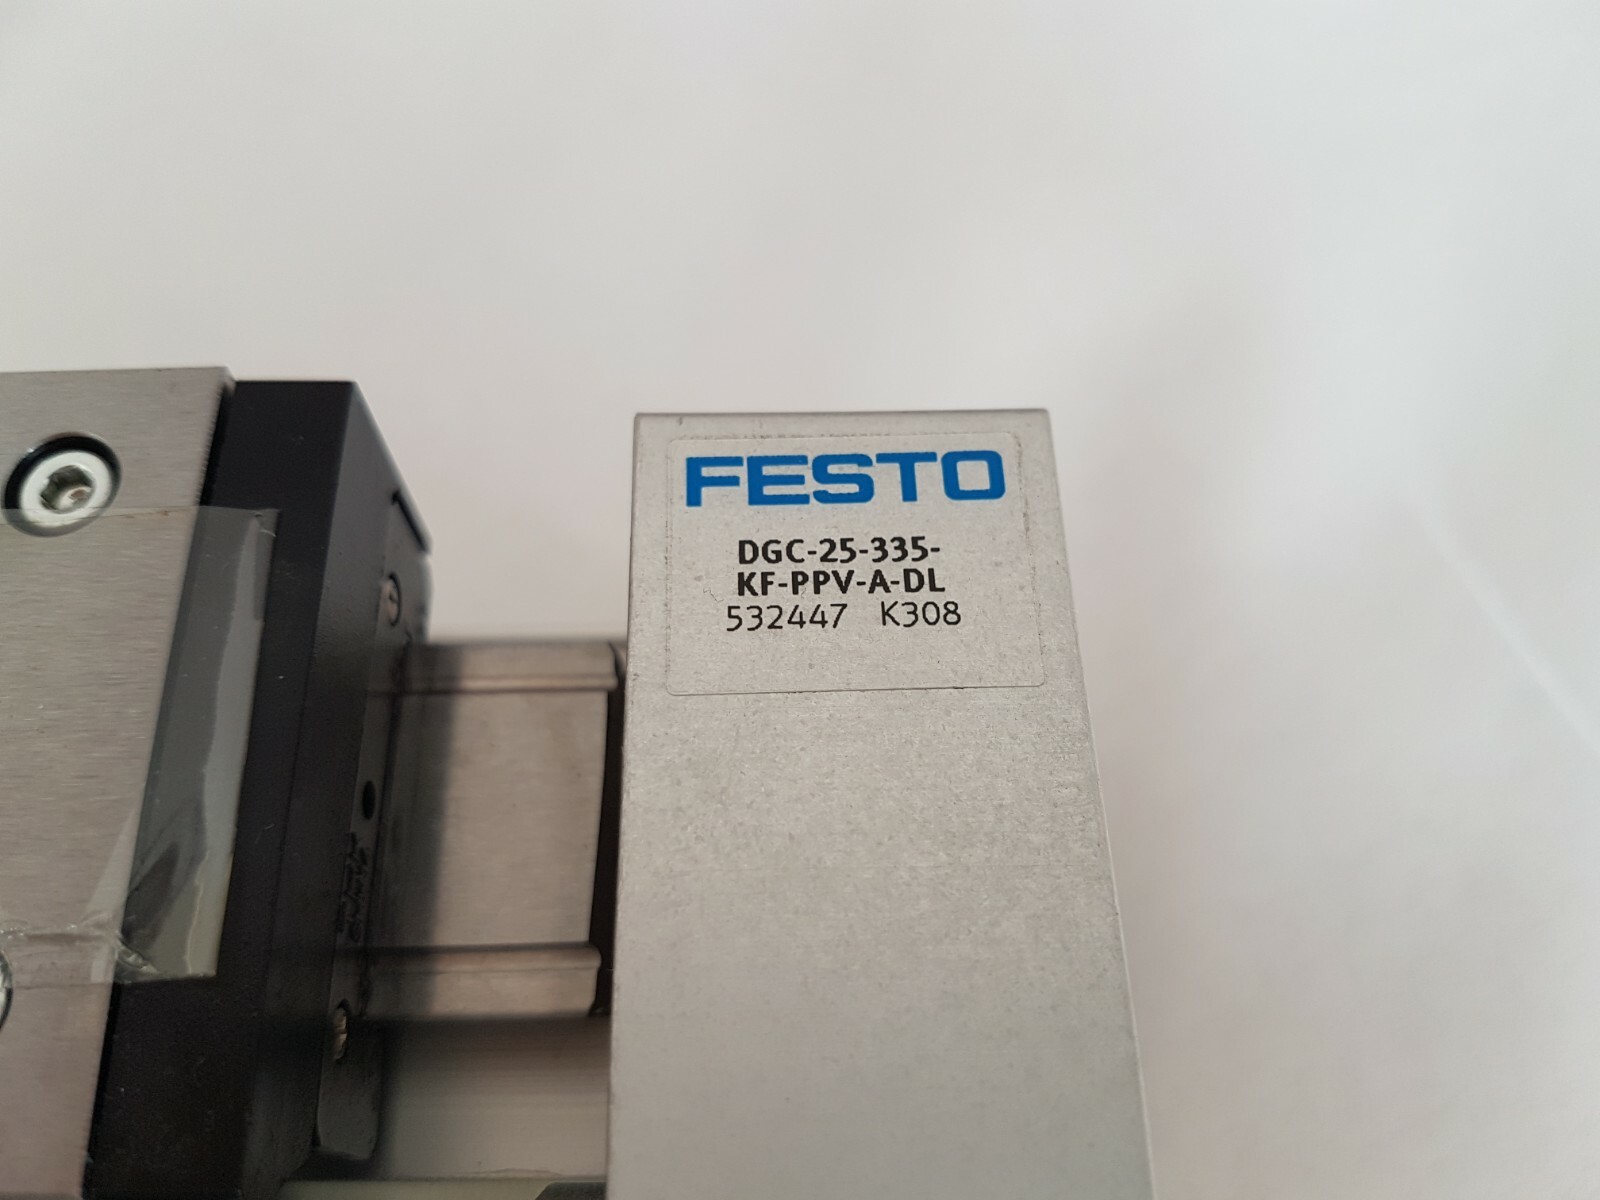 FESTO
DGC-25-335-
KF-PPV-A-DL
532447 K308